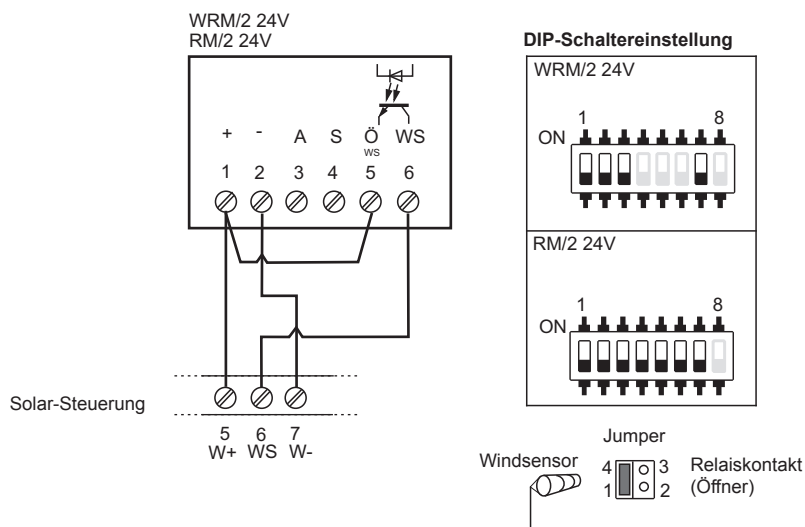 WRM/2 24V
RM/2 24V
+ - A S Ö WS
ws
1 2 3 4 5 6
Solar-Steuerung
5 6 7
W+ WS W-
DIP-Schaltereinstellung
WRM/2 24V
1 8
ON
RM/2 24V
1 8
ON
Jumper
Windsensor
4 3
1 2
Relaiskontakt
(Öffner)